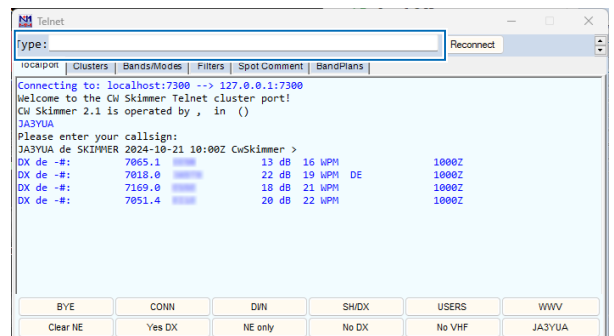 Telnet
Type:
Reconnect
localport Clusters Bands/Modes Filters Spot Comment BandPlans
Connecting to: localhost:7300 --> 127.0.0.1:7300
Welcome to the CW Skimmer Telnet cluster port!
CW Skimmer 2.1 is operated by , in ()
JA3YUA
Please enter your callsign:
JA3YUA de SKIMMER 2024-10-21 10:00Z CwSkimmer >
DX de -#: 7065.1 13 dB 16 WPM 1000Z
DX de -#: 7018.0 22 dB 19 WPM DE 1000Z
DX de -#: 7169.0 18 dB 21 WPM 1000Z
DX de -#: 7051.4 20 dB 22 WPM 1000Z
BYE CONN DI/N SH/DX USERS WWV
Clear NE Yes DX NE only No DX No VHF JA3YUA